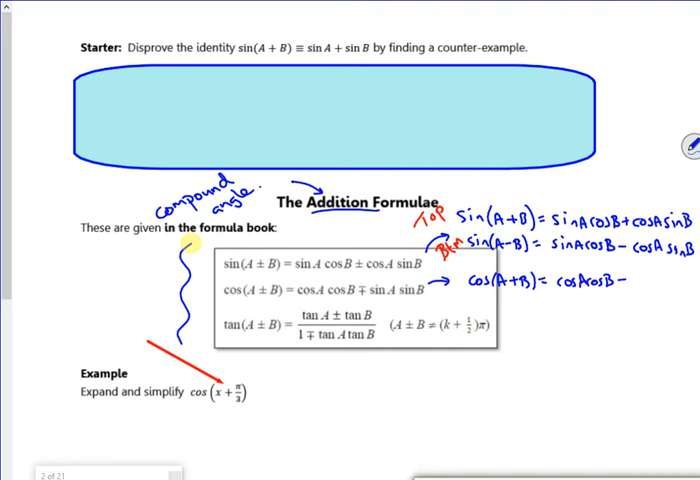 Starter: Disprove the identity sin(A + B) ≡ sin A + sin B by finding a counter-example.
compound
angle.
The Addition Formulae
These are given in the formula book:
Top sin(A+B) = sinAcosB + cosA sinB
Btm sin(A-B) = sinAcosB - cosA sinB
cos(A+B) = cosAcosB -
sin(A ± B) = sin A cos B ± cos A sin B
cos(A ± B) = cos A cos B ∓ sin A sin B
tan(A ± B) = (tan A ± tan B) / (1 ∓ tan A tan B) (A ± B ≠ (k + 1/2)π)
Example
Expand and simplify cos (x + π/3)
2 of 21